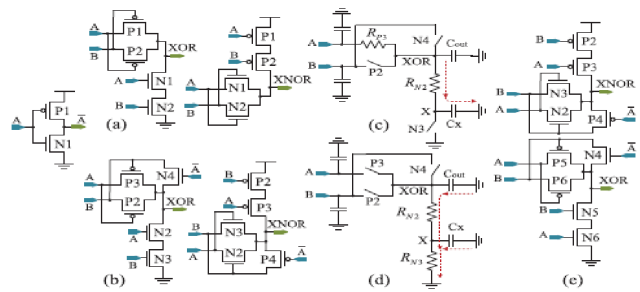 A
B
P1
P2
XOR
A
N1
B
N2
(a)
A
P1
N1
A̅
B
P1
B
P2
XNOR
A
B
N1
N2
A
B
P3
P2
N4
A̅
XOR
A
N2
B
N3
(b)
B
P2
A
P3
XNOR
B
A
N3
N2
P4
A̅
A
B
R_P3
P2
N4
Cout
XOR
R_N2
X
Cx
N3
(c)
A
B
P3
P2
N4
Cout
XOR
R_N2
X
Cx
R_N3
(d)
B
P2
A
P3
XNOR
B
A
N3
N2
P4
A̅
A
B
P5
P6
N4
A̅
XOR
B
N5
A
N6
(e)